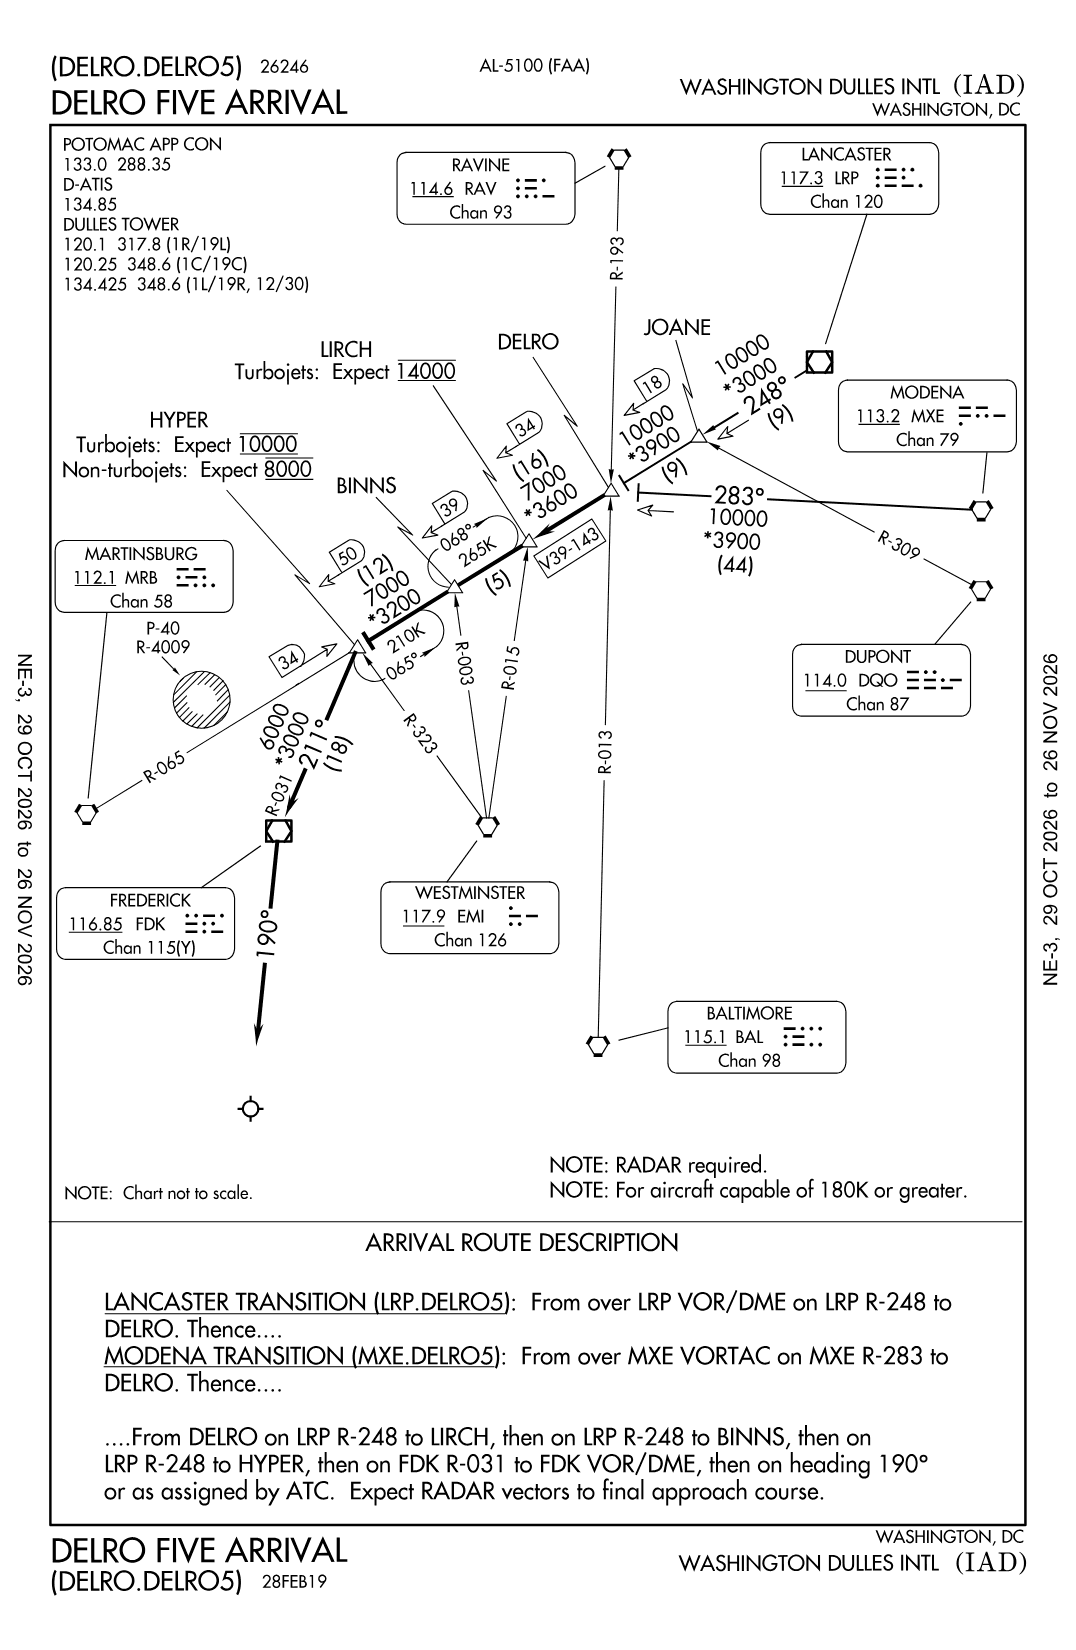 (DELRO.DELRO5) 26246
AL-5100 (FAA)
DELRO FIVE ARRIVAL
WASHINGTON DULLES INTL (IAD)
WASHINGTON, DC
POTOMAC APP CON
133.0 288.35
D-ATIS
134.85
DULLES TOWER
120.1 317.8 (1R/19L)
120.25 348.6 (1C/19C)
134.425 348.6 (1L/19R, 12/30)
RAVINE
114.6 RAV
Chan 93
LANCASTER
117.3 LRP
Chan 120
R-193
JOANE
DELRO
LIRCH
Turbojets: Expect 14000
10000
*3000
248°
(9)
18
10000
*3900
(9)
MODENA
113.2 MXE
Chan 79
HYPER
Turbojets: Expect 10000
Non-turbojets: Expect 8000
34
(16)
7000
*3600
BINNS
39
068°
265K
(5)
V39-143
283°
10000
*3900
(44)
R-309
50
(12)
7000
*3200
210K
065°
MARTINSBURG
112.1 MRB
Chan 58
P-40
R-4009
34
R-065
R-003
R-015
R-323
R-013
DUPONT
114.0 DQO
Chan 87
6000
*3000
211°
(18)
R-031
FREDERICK
116.85 FDK
Chan 115(Y)
190°
WESTMINSTER
117.9 EMI
Chan 126
BALTIMORE
115.1 BAL
Chan 98
NE-3, 29 OCT 2026 to 26 NOV 2026
NE-3, 29 OCT 2026 to 26 NOV 2026
NOTE: RADAR required.
NOTE: For aircraft capable of 180K or greater.
NOTE: Chart not to scale.
ARRIVAL ROUTE DESCRIPTION
LANCASTER TRANSITION (LRP.DELRO5): From over LRP VOR/DME on LRP R-248 to
DELRO. Thence....
MODENA TRANSITION (MXE.DELRO5): From over MXE VORTAC on MXE R-283 to
DELRO. Thence....
....From DELRO on LRP R-248 to LIRCH, then on LRP R-248 to BINNS, then on
LRP R-248 to HYPER, then on FDK R-031 to FDK VOR/DME, then on heading 190°
or as assigned by ATC. Expect RADAR vectors to final approach course.
DELRO FIVE ARRIVAL
(DELRO.DELRO5) 28FEB19
WASHINGTON, DC
WASHINGTON DULLES INTL (IAD)